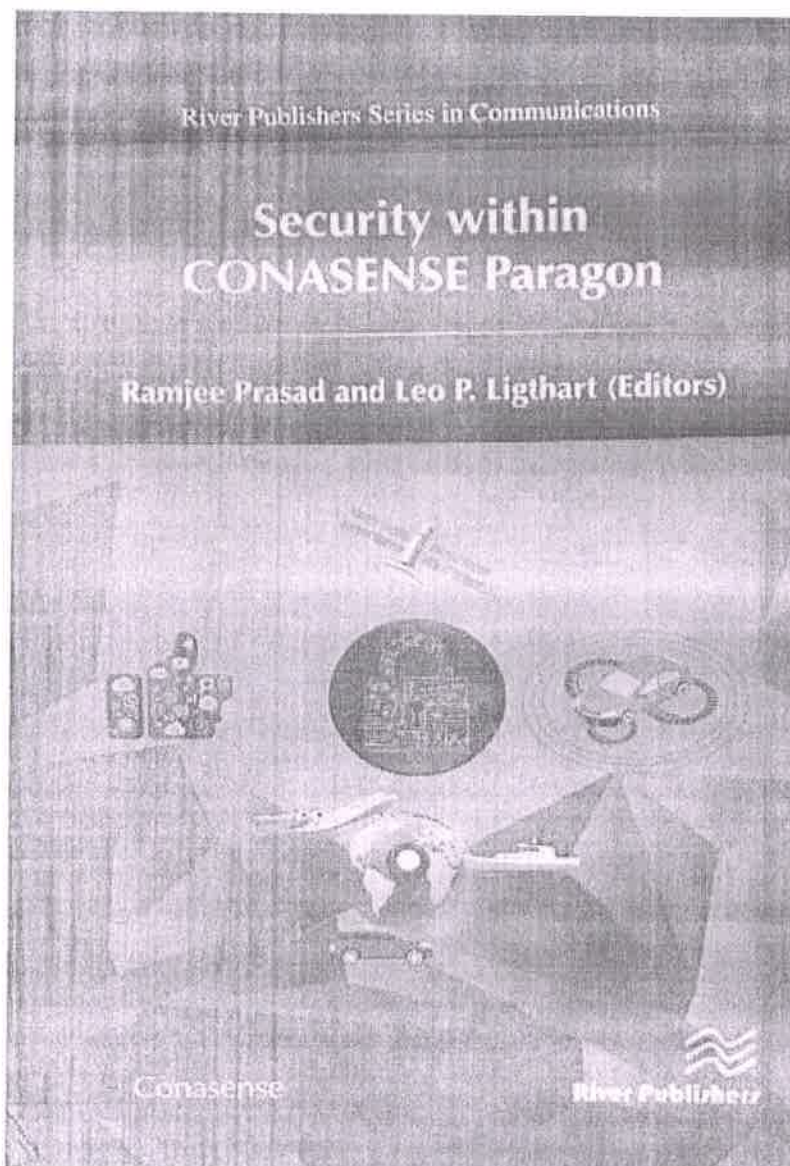 River Publishers Series in Communications
Security within
CONASENSE Paragon
Ramjee Prasad and Leo P. Ligthart (Editors)
Conasense
River Publishers